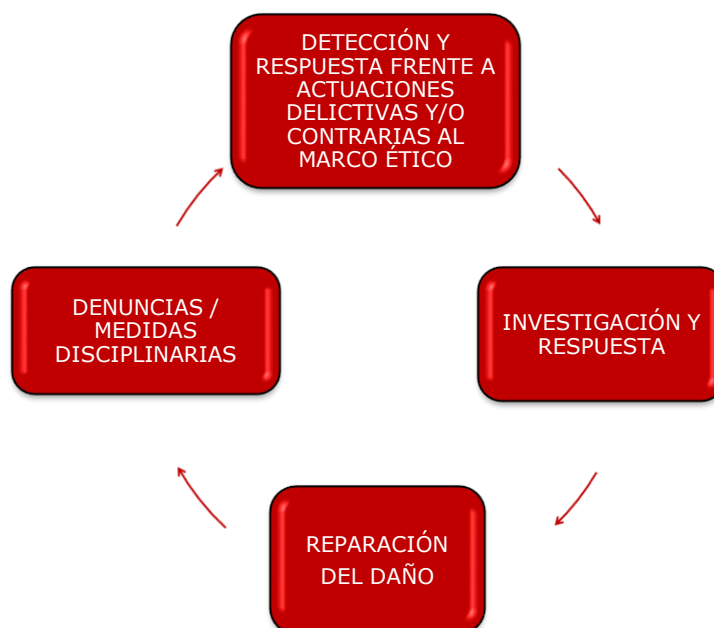 DETECCIÓN Y
RESPUESTA FRENTE A
ACTUACIONES
DELICTIVAS Y/O
CONTRARIAS AL
MARCO ÉTICO
INVESTIGACIÓN Y
RESPUESTA
REPARACIÓN
DEL DAÑO
DENUNCIAS /
MEDIDAS
DISCIPLINARIAS